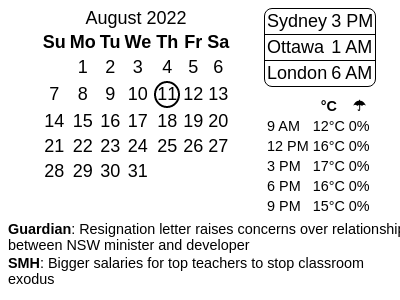 August 2022
Su Mo Tu We Th Fr Sa
1 2 3 4 5 6
7 8 9 10 11 12 13
14 15 16 17 18 19 20
21 22 23 24 25 26 27
28 29 30 31
Sydney 3 PM
Ottawa 1 AM
London 6 AM
°C ☂
9 AM 12°C 0%
12 PM 16°C 0%
3 PM 17°C 0%
6 PM 16°C 0%
9 PM 15°C 0%
Guardian: Resignation letter raises concerns over relationship
between NSW minister and developer
SMH: Bigger salaries for top teachers to stop classroom
exodus